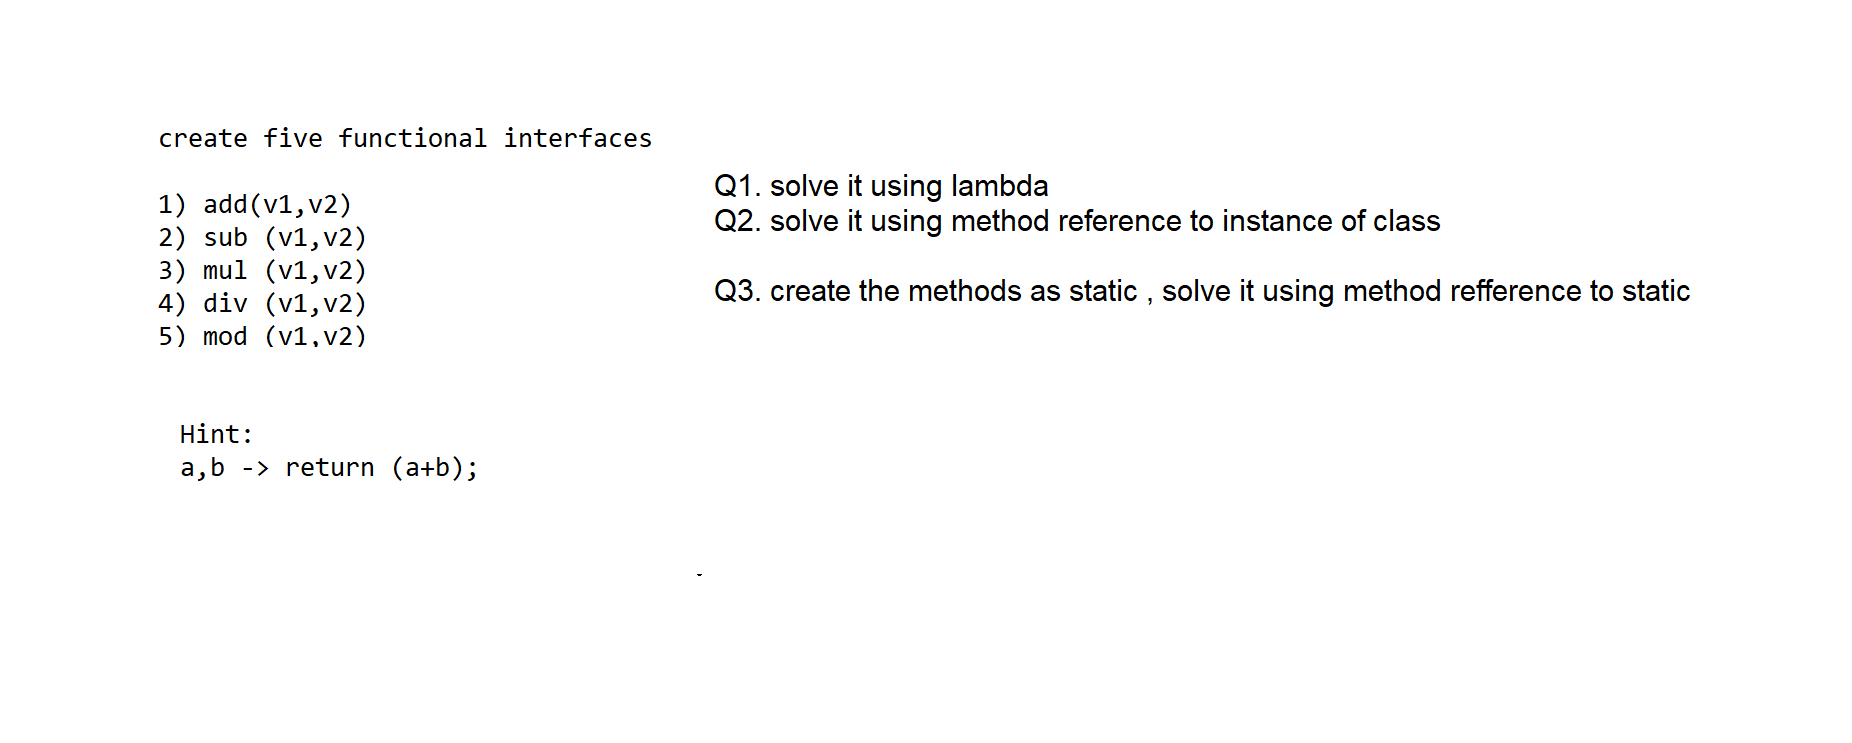 create five functional interfaces
1) add(v1,v2)
2) sub (v1,v2)
3) mul (v1,v2)
4) div (v1,v2)
5) mod (v1,v2)
Hint:
a,b -> return (a+b);
Q1. solve it using lambda
Q2. solve it using method reference to instance of class
Q3. create the methods as static , solve it using method refference to static